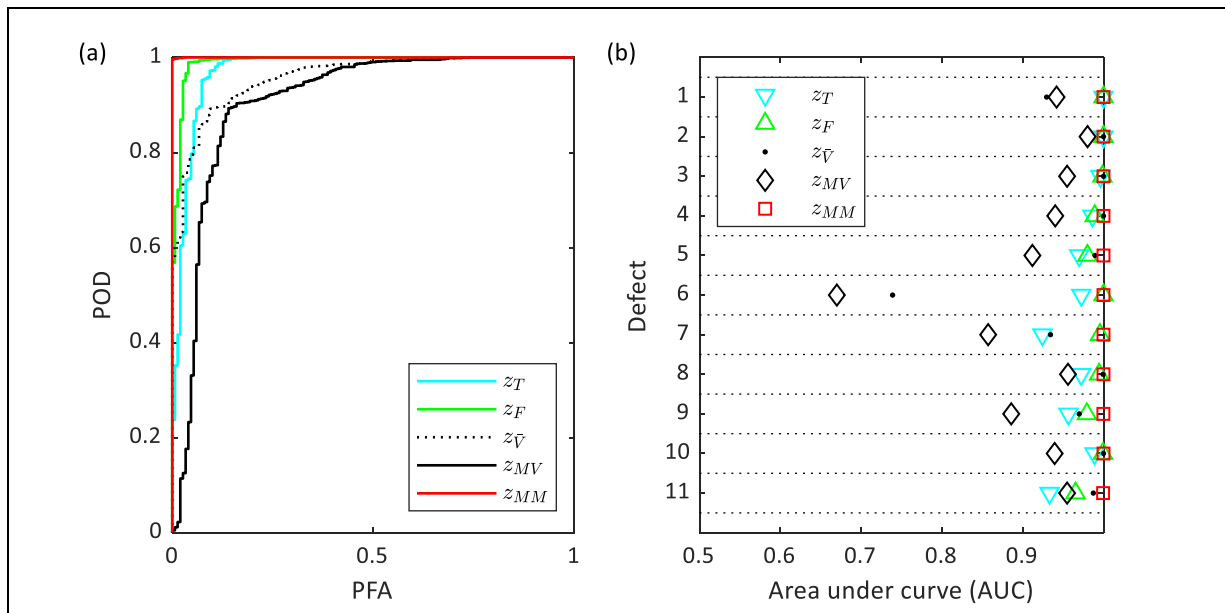 (a)
1
0.8
0.6
0.4
0.2
0
POD
0
0.5
1
PFA
z_T
z_F
z_V̄
z_MV
z_MM
(b)
1
2
3
4
5
6
7
8
9
10
11
Defect
z_T
z_F
z_V̄
z_MV
z_MM
0.5
0.6
0.7
0.8
0.9
Area under curve (AUC)